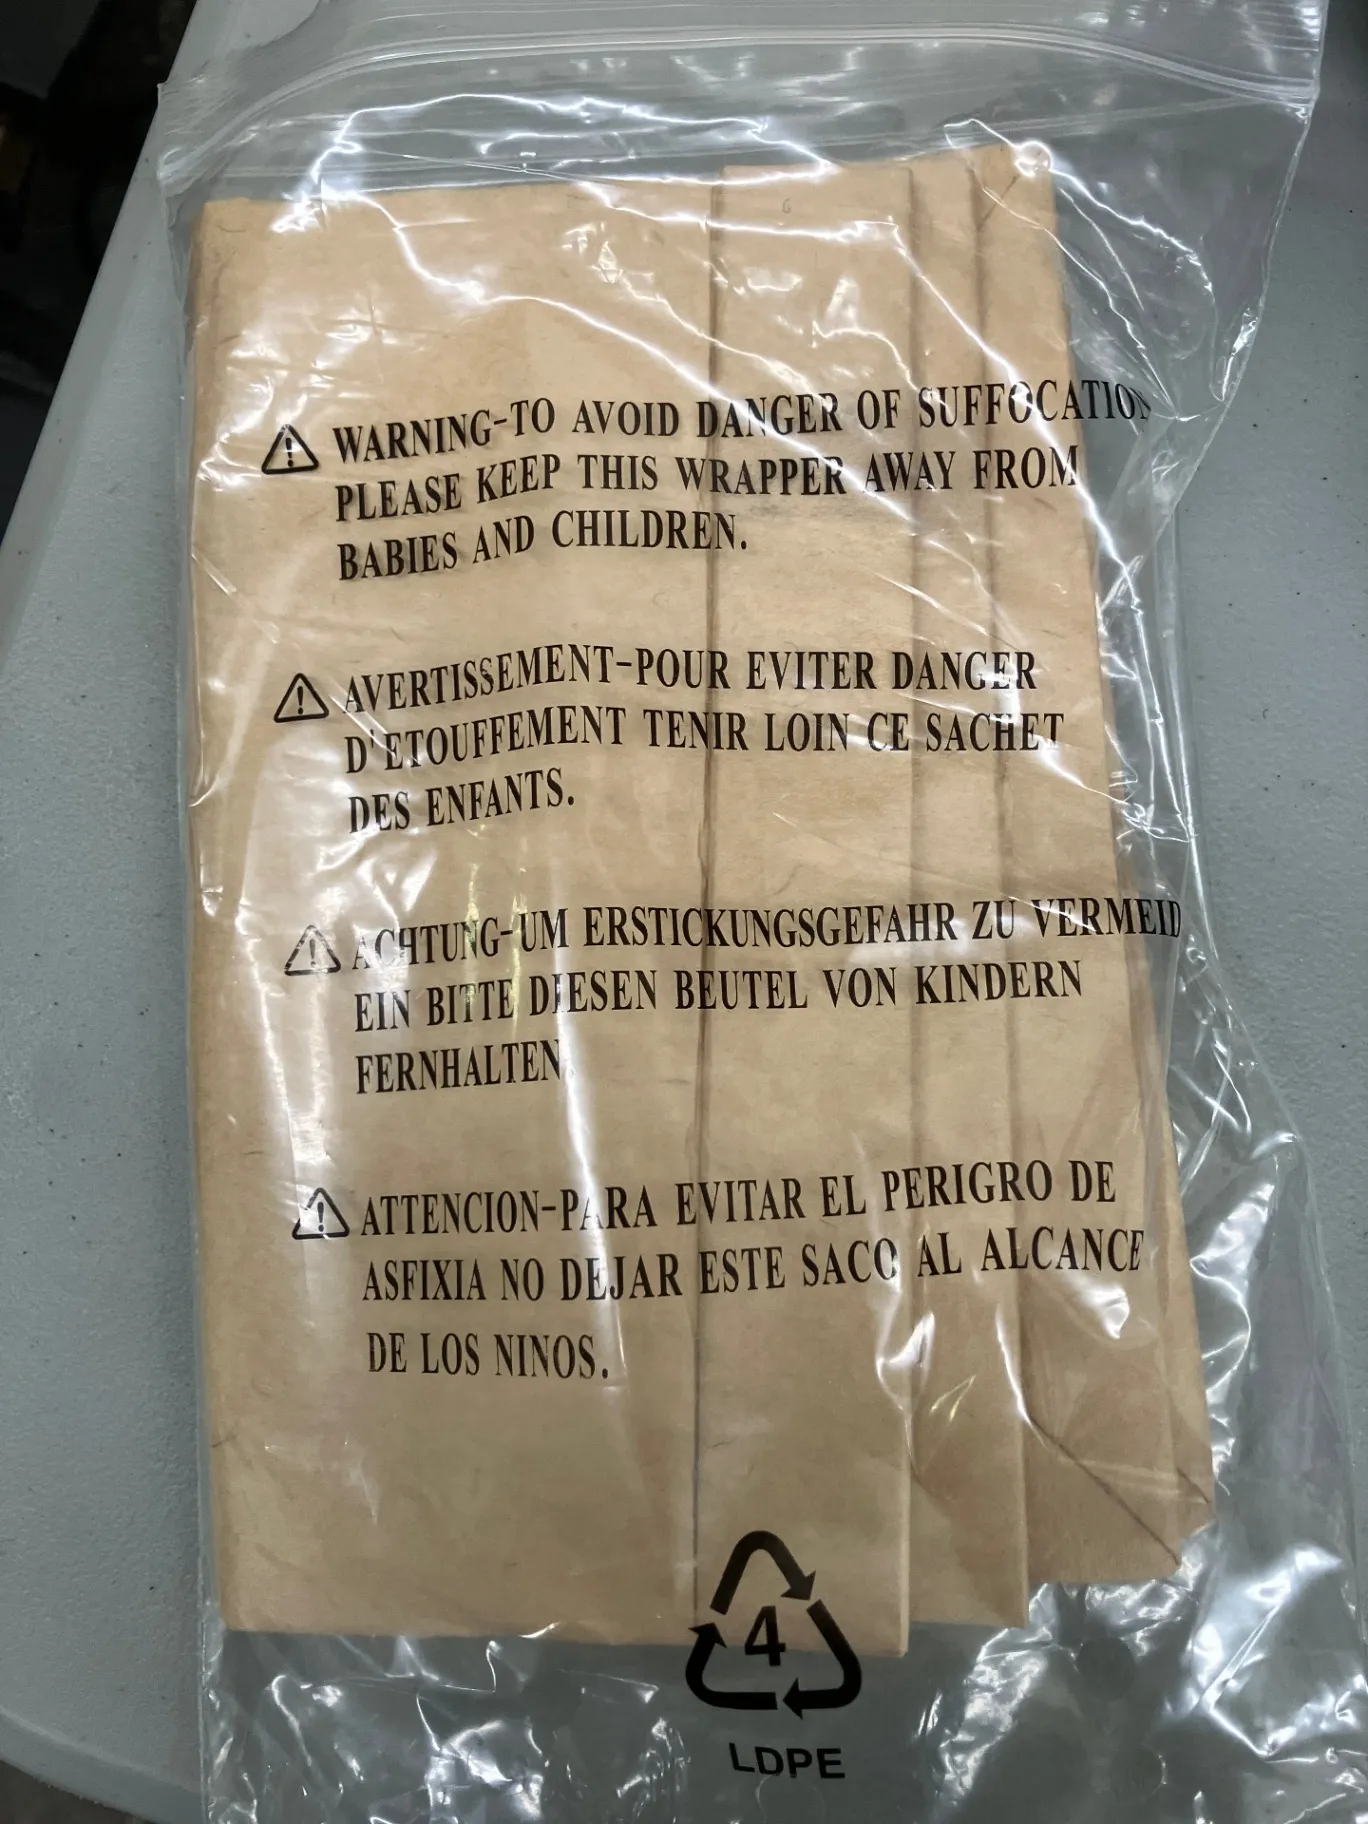 WARNING-TO AVOID DANGER OF SUFFOCATION
PLEASE KEEP THIS WRAPPER AWAY FROM
BABIES AND CHILDREN.
AVERTISSEMENT-POUR EVITER DANGER
D'ETOUFFEMENT TENIR LOIN CE SACHET
DES ENFANTS.
ACHTUNG-UM ERSTICKUNGSGEFAHR ZU VERMEID
EIN BITTE DIESEN BEUTEL VON KINDERN
FERNHALTEN.
ATTENCION-PARA EVITAR EL PERIGRO DE
ASFIXIA NO DEJAR ESTE SACO AL ALCANCE
DE LOS NINOS.
4
LDPE